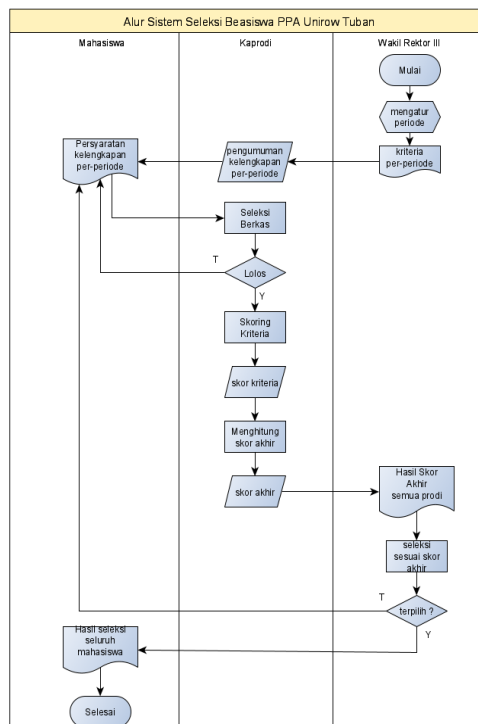 Alur Sistem Seleksi Beasiswa PPA Unirow Tuban
Mahasiswa
Kaprodi
Wakil Rektor III
Mulai
mengatur
periode
kriteria
per-periode
pengumuman
kelengkapan
per-periode
Persyaratan
kelengkapan
per-periode
Seleksi
Berkas
Lolos
T
Y
Skoring
Kriteria
skor kriteria
Menghitung
skor akhir
skor akhir
Hasil Skor
Akhir
semua prodi
seleksi
sesuai skor
akhir
terpilih ?
T
Y
Hasil seleksi
seluruh
mahasiswa
Selesai